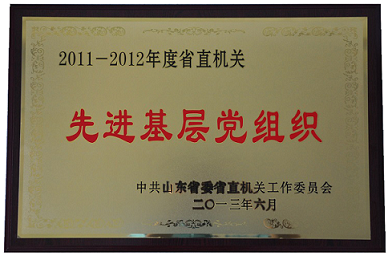 2011-2012年度省直机关
先进基层党组织
中共山东省委省直机关工作委员会
二〇一三年六月